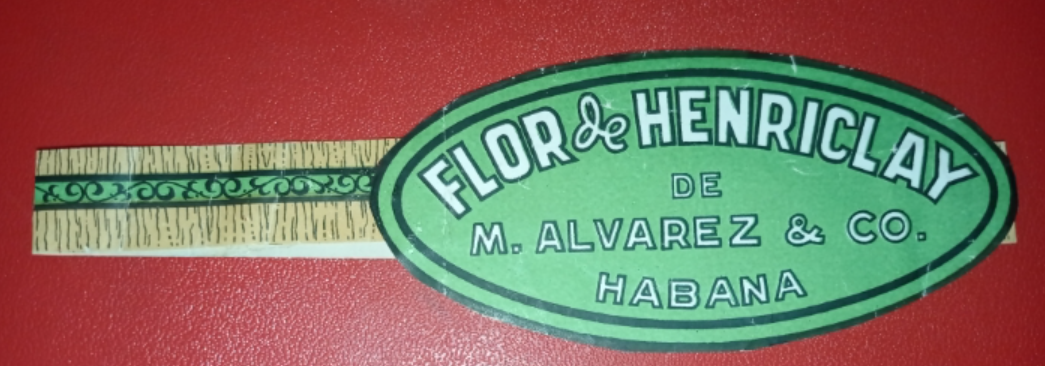 FLOR de HENRICLAY
DE
M. ALVAREZ & CO.
HABANA